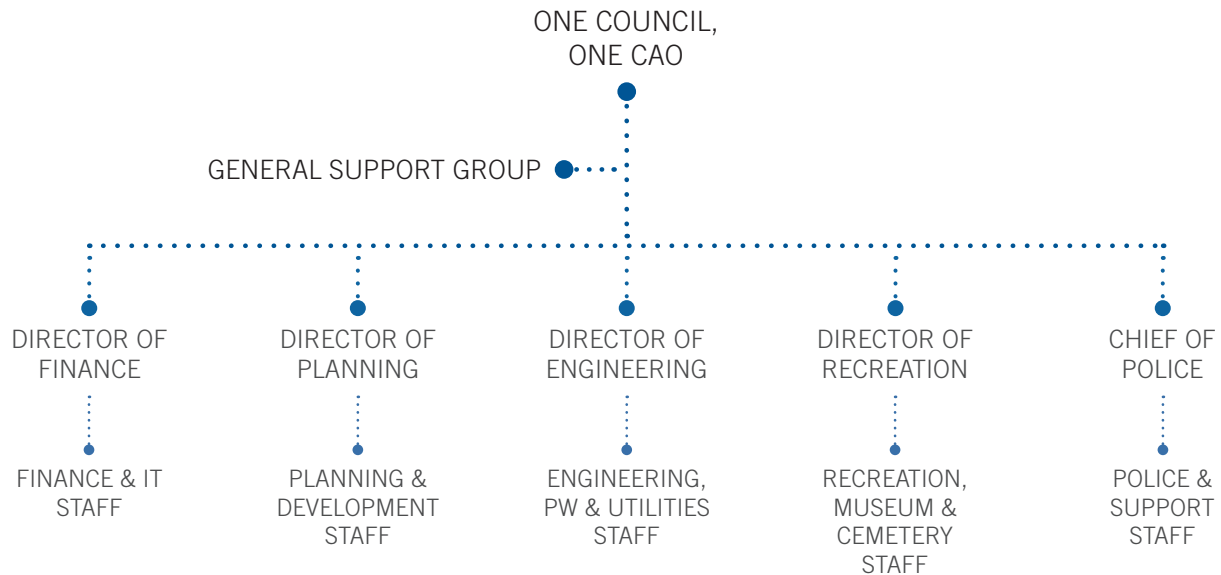 ONE COUNCIL,
ONE CAO
GENERAL SUPPORT GROUP
DIRECTOR OF
FINANCE
DIRECTOR OF
PLANNING
DIRECTOR OF
ENGINEERING
DIRECTOR OF
RECREATION
CHIEF OF
POLICE
FINANCE & IT
STAFF
PLANNING &
DEVELOPMENT
STAFF
ENGINEERING,
PW & UTILITIES
STAFF
RECREATION,
MUSEUM &
CEMETERY
STAFF
POLICE &
SUPPORT
STAFF